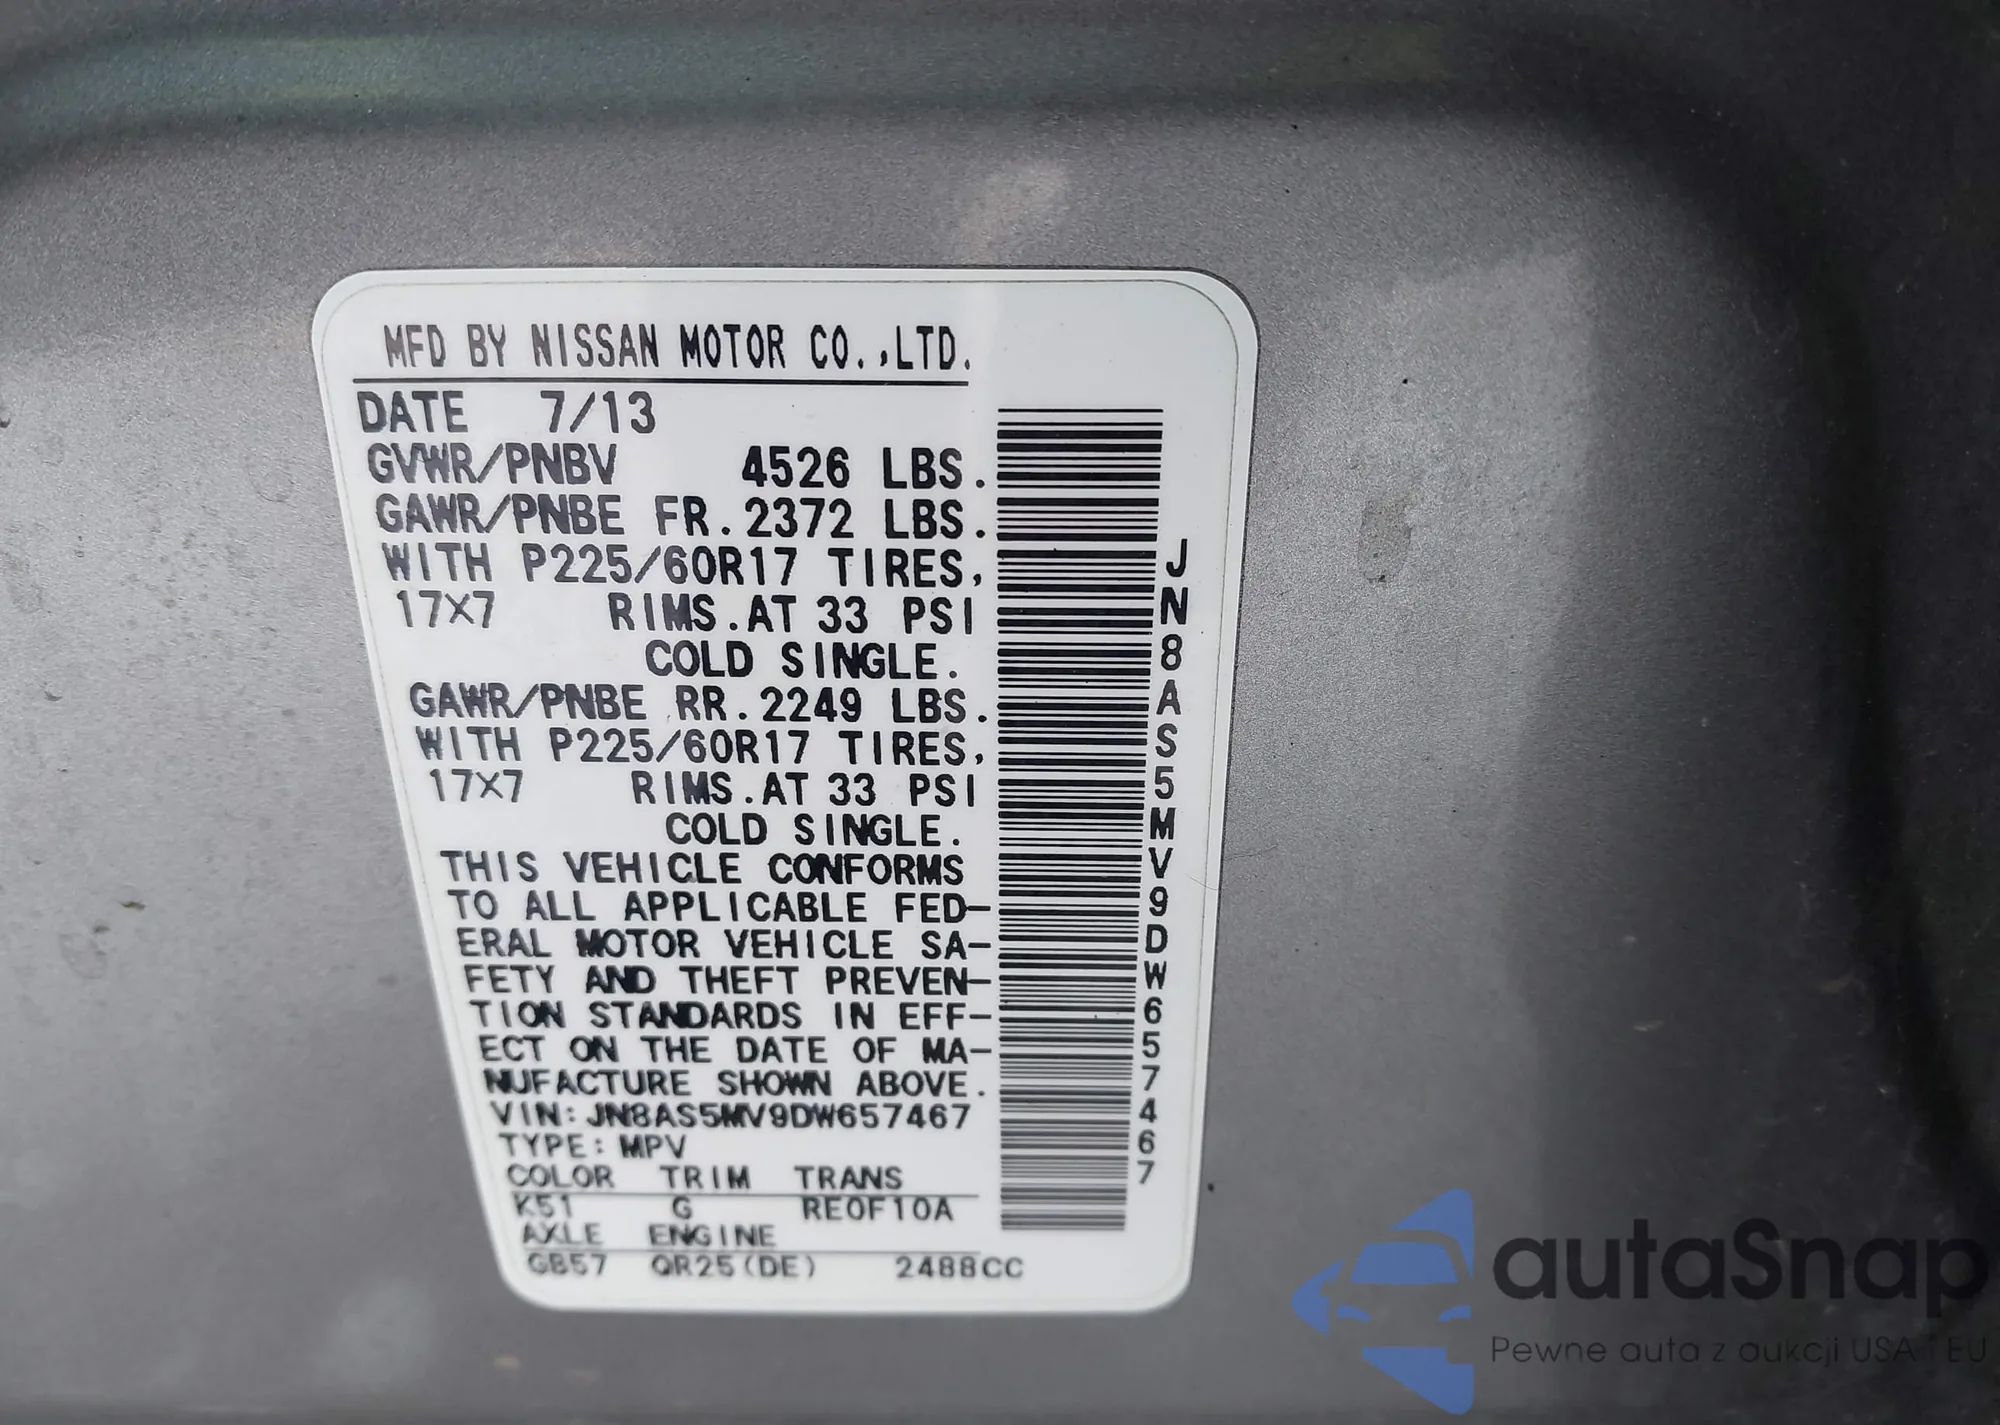 MFD BY NISSAN MOTOR CO.,LTD.
DATE 7/13
GVWR/PNBV 4526 LBS.
GAWR/PNBE FR.2372 LBS.
WITH P225/60R17 TIRES,
17X7 RIMS.AT 33 PSI
COLD SINGLE.
GAWR/PNBE RR.2249 LBS.
WITH P225/60R17 TIRES,
17X7 RIMS.AT 33 PSI
COLD SINGLE.
THIS VEHICLE CONFORMS
TO ALL APPLICABLE FED-
ERAL MOTOR VEHICLE SA-
FETY AND THEFT PREVEN-
TION STANDARDS IN EFF-
ECT ON THE DATE OF MA-
NUFACTURE SHOWN ABOVE.
VIN:JN8AS5MV9DW657467
TYPE:MPV
COLOR TRIM TRANS
K51 G RE0F10A
AXLE ENGINE
GB57 QR25(DE) 2488CC
JN8AS5MV9DW657467
autaSnap
Pewne auta z aukcji USA i EU